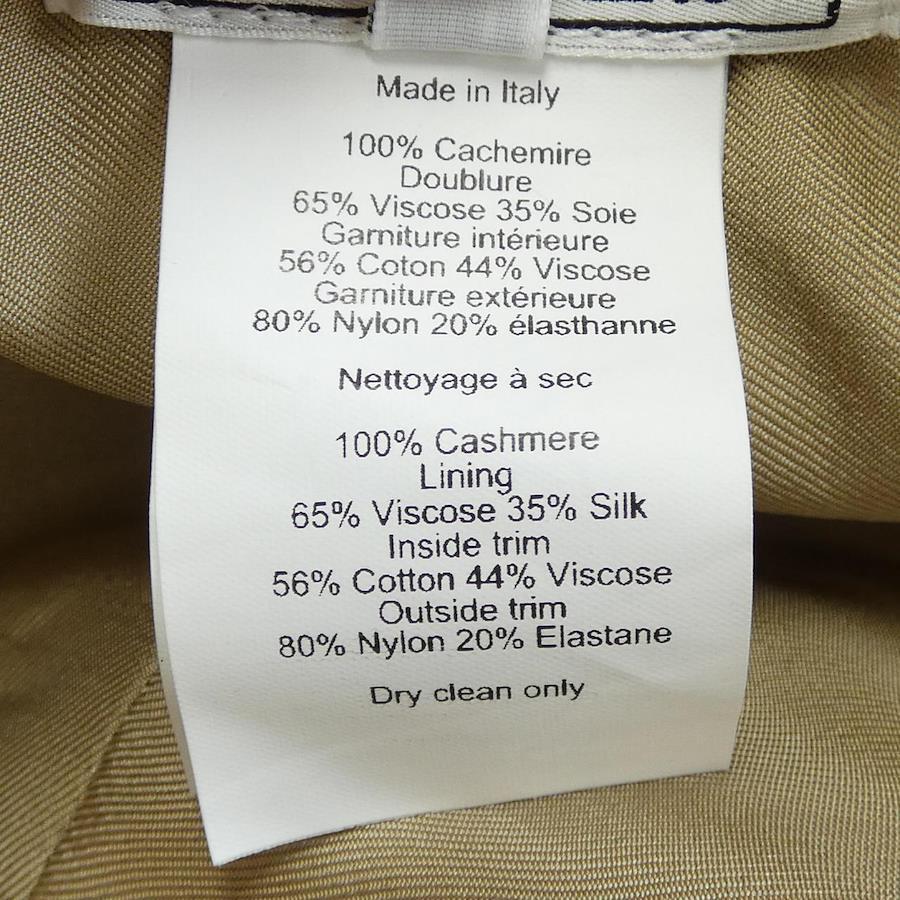 Made in Italy
100% Cachemire
Doublure
65% Viscose 35% Soie
Garniture intérieure
56% Coton 44% Viscose
Garniture extérieure
80% Nylon 20% élasthanne
Nettoyage à sec
100% Cashmere
Lining
65% Viscose 35% Silk
Inside trim
56% Cotton 44% Viscose
Outside trim
80% Nylon 20% Elastane
Dry clean only